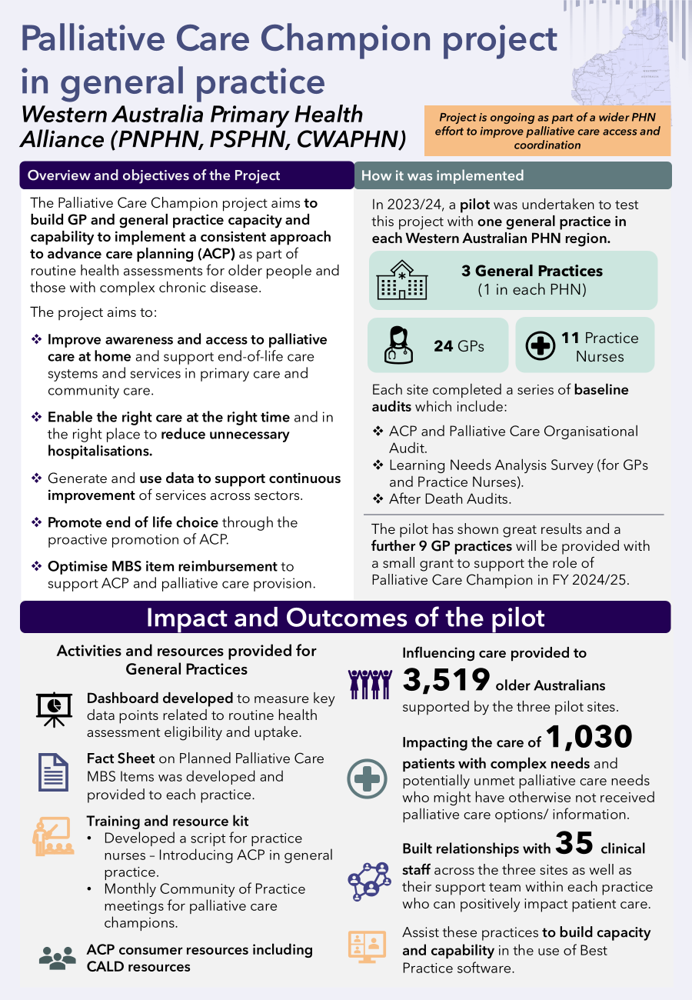 Palliative Care Champion project
in general practice
Western Australia Primary Health
Alliance (PNPHN, PSPHN, CWAPHN)
Project is ongoing as part of a wider PHN
effort to improve palliative care access and
coordination
Overview and objectives of the Project
The Palliative Care Champion project aims to
build GP and general practice capacity and
capability to implement a consistent approach
to advance care planning (ACP) as part of
routine health assessments for older people and
those with complex chronic disease.
The project aims to:
❖ Improve awareness and access to palliative
care at home and support end-of-life care
systems and services in primary care and
community care.
❖ Enable the right care at the right time and in
the right place to reduce unnecessary
hospitalisations.
❖ Generate and use data to support continuous
improvement of services across sectors.
❖ Promote end of life choice through the
proactive promotion of ACP.
❖ Optimise MBS item reimbursement to
support ACP and palliative care provision.
How it was implemented
In 2023/24, a pilot was undertaken to test
this project with one general practice in
each Western Australian PHN region.
3 General Practices
(1 in each PHN)
24 GPs
11 Practice
Nurses
Each site completed a series of baseline
audits which include:
❖ ACP and Palliative Care Organisational
Audit.
❖ Learning Needs Analysis Survey (for GPs
and Practice Nurses).
❖ After Death Audits.
The pilot has shown great results and a
further 9 GP practices will be provided with
a small grant to support the role of
Palliative Care Champion in FY 2024/25.
Impact and Outcomes of the pilot
Activities and resources provided for
General Practices
Dashboard developed to measure key
data points related to routine health
assessment eligibility and uptake.
Fact Sheet on Planned Palliative Care
MBS Items was developed and
provided to each practice.
Training and resource kit
• Developed a script for practice
nurses – Introducing ACP in general
practice.
• Monthly Community of Practice
meetings for palliative care
champions.
ACP consumer resources including
CALD resources
Influencing care provided to
3,519 older Australians
supported by the three pilot sites.
Impacting the care of 1,030
patients with complex needs and
potentially unmet palliative care needs
who might have otherwise not received
palliative care options/ information.
Built relationships with 35 clinical
staff across the three sites as well as
their support team within each practice
who can positively impact patient care.
Assist these practices to build capacity
and capability in the use of Best
Practice software.